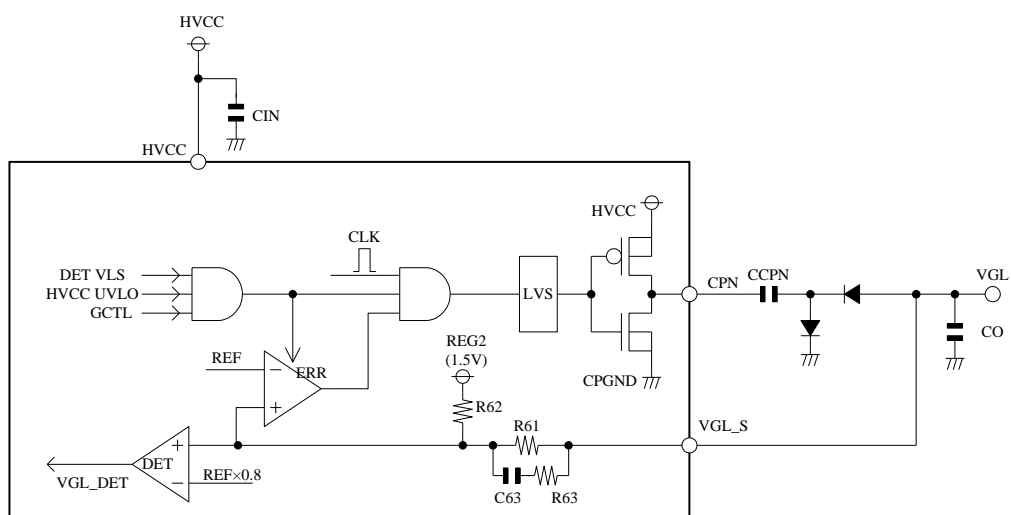 HVCC
CIN
HVCC
HVCC
CLK
DET VLS
HVCC UVLO
GCTL
LVS
CPN
CCPN
VGL
CO
REG2
(1.5V)
REF
ERR
CPGND
R62
R61
VGL_S
DET
VGL_DET
REF×0.8
C63
R63